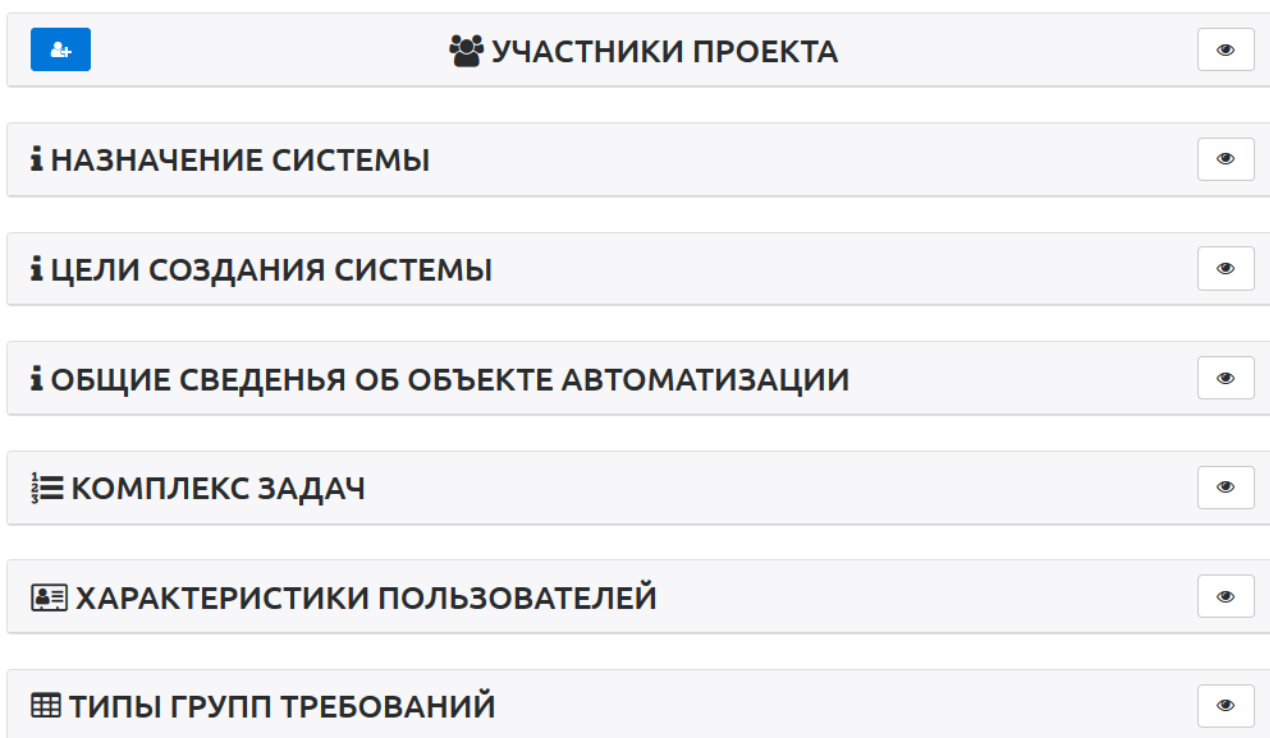 УЧАСТНИКИ ПРОЕКТА
НАЗНАЧЕНИЕ СИСТЕМЫ
ЦЕЛИ СОЗДАНИЯ СИСТЕМЫ
ОБЩИЕ СВЕДЕНЬЯ ОБ ОБЪЕКТЕ АВТОМАТИЗАЦИИ
КОМПЛЕКС ЗАДАЧ
ХАРАКТЕРИСТИКИ ПОЛЬЗОВАТЕЛЕЙ
ТИПЫ ГРУПП ТРЕБОВАНИЙ